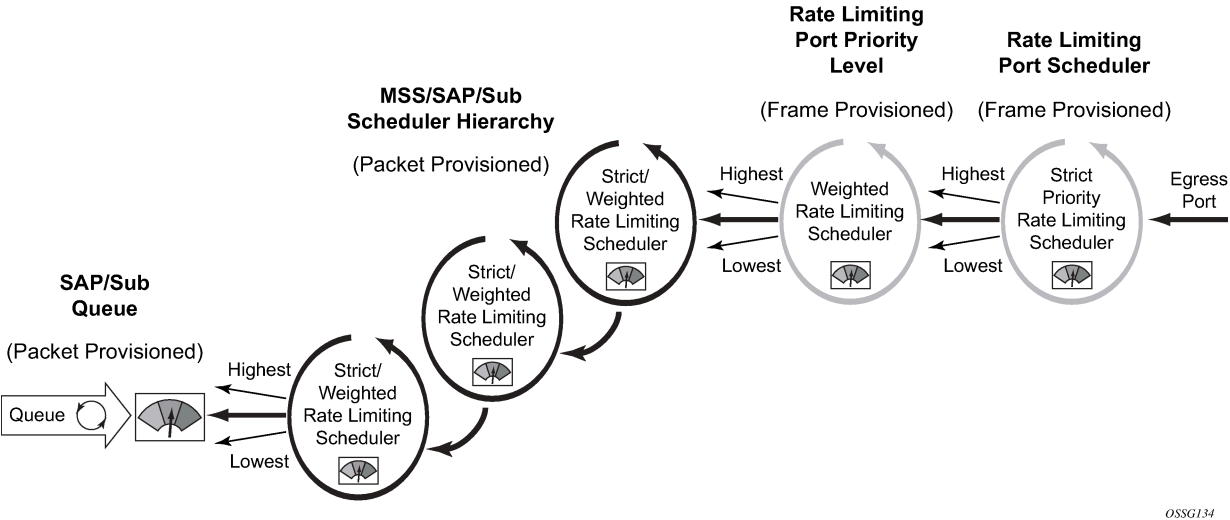 Rate Limiting
Port Priority
Level
(Frame Provisioned)
Rate Limiting
Port Scheduler
(Frame Provisioned)
MSS/SAP/Sub
Scheduler Hierarchy
(Packet Provisioned)
SAP/Sub
Queue
(Packet Provisioned)
Queue
Highest
Lowest
Strict/
Weighted
Rate Limiting
Scheduler
Strict/
Weighted
Rate Limiting
Scheduler
Strict/
Weighted
Rate Limiting
Scheduler
Highest
Lowest
Weighted
Rate Limiting
Scheduler
Highest
Lowest
Strict
Priority
Rate Limiting
Scheduler
Egress
Port
OSSG134